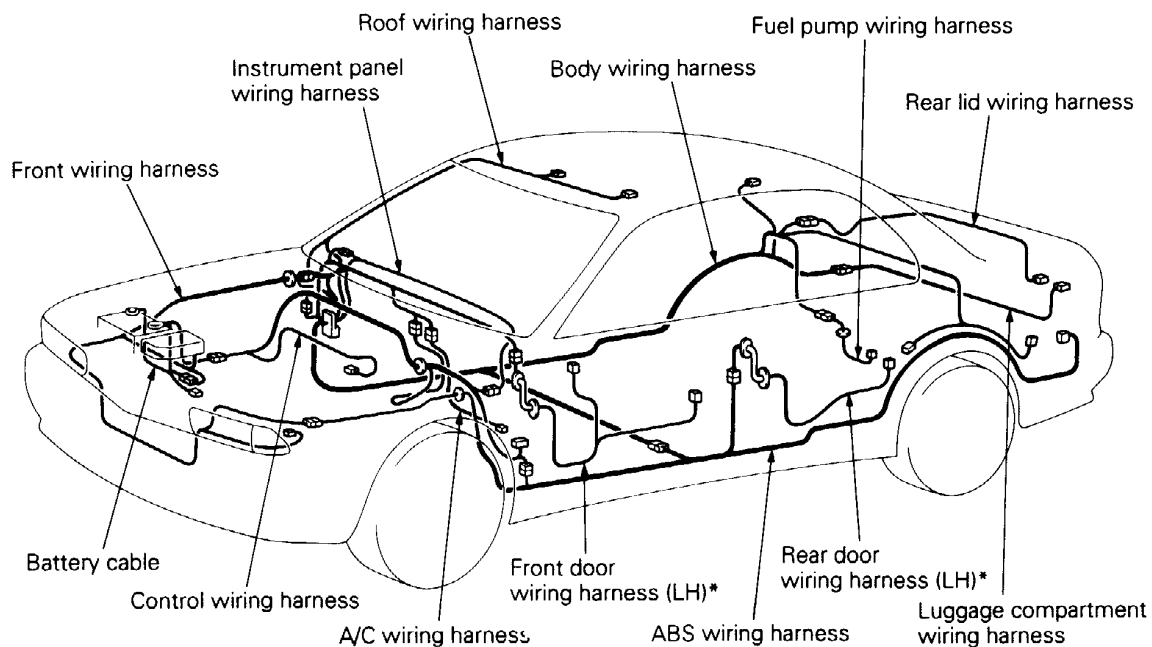 Roof wiring harness
Fuel pump wiring harness
Instrument panel
wiring harness
Body wiring harness
Rear lid wiring harness
Front wiring harness
Battery cable
Control wiring harness
A/C wiring harness
Front door
wiring harness (LH)*
ABS wiring harness
Rear door
wiring harness (LH)*
Luggage compartment
wiring harness